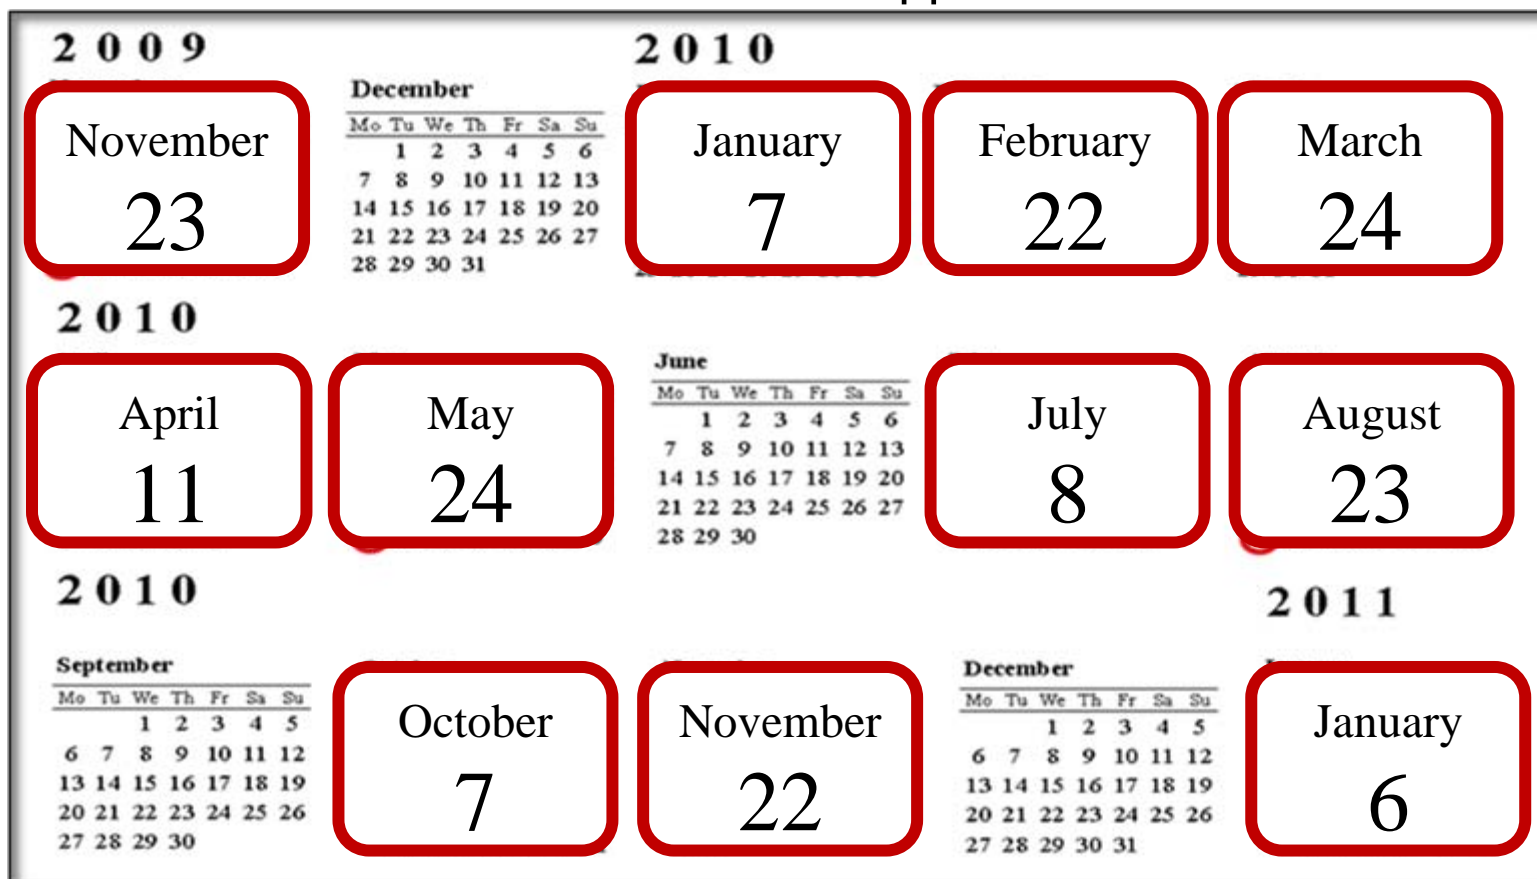 2009
November
23
December
Mo Tu We Th Fr Sa Su
1 2 3 4 5 6
7 8 9 10 11 12 13
14 15 16 17 18 19 20
21 22 23 24 25 26 27
28 29 30 31
2010
January
7
February
22
March
24
2010
April
11
May
24
June
Mo Tu We Th Fr Sa Su
1 2 3 4 5 6
7 8 9 10 11 12 13
14 15 16 17 18 19 20
21 22 23 24 25 26 27
28 29 30
July
8
August
23
2010
September
Mo Tu We Th Fr Sa Su
1 2 3 4 5
6 7 8 9 10 11 12
13 14 15 16 17 18 19
20 21 22 23 24 25 26
27 28 29 30
October
7
November
22
December
Mo Tu We Th Fr Sa Su
1 2 3 4 5
6 7 8 9 10 11 12
13 14 15 16 17 18 19
20 21 22 23 24 25 26
27 28 29 30 31
2011
January
6